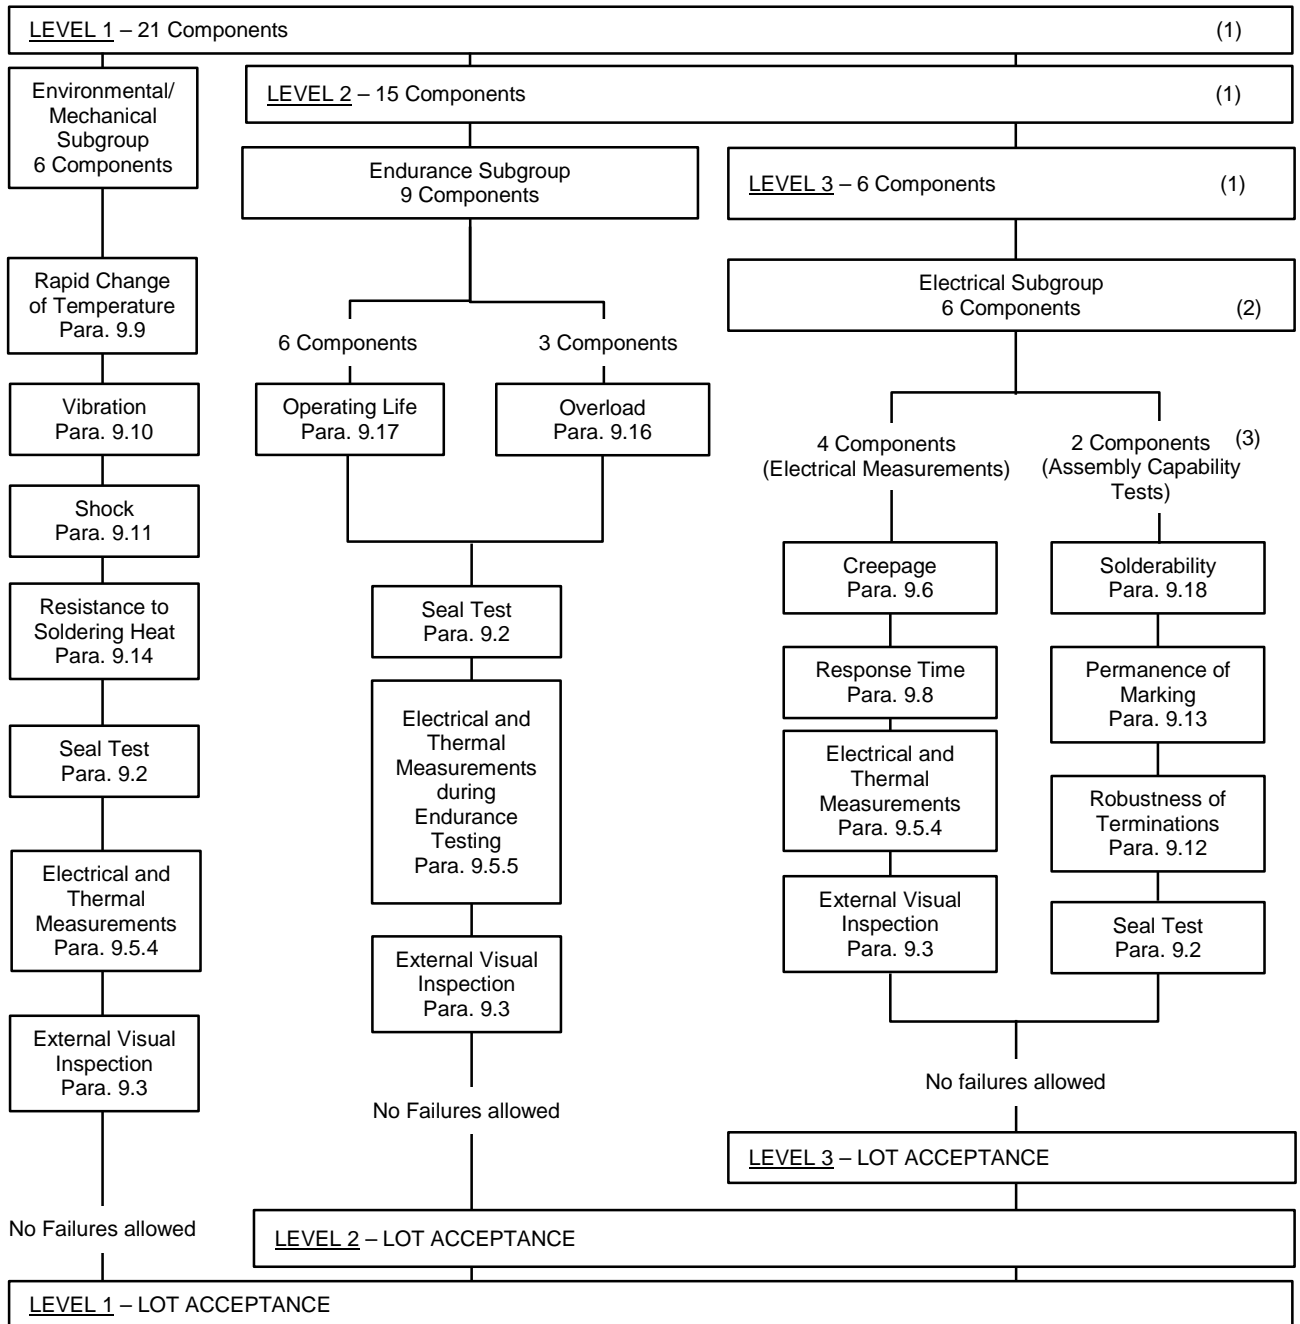 LEVEL 1 – 21 Components (1)
Environmental/
Mechanical
Subgroup
6 Components
LEVEL 2 – 15 Components (1)
Endurance Subgroup
9 Components
LEVEL 3 – 6 Components (1)
Rapid Change
of Temperature
Para. 9.9
Electrical Subgroup
6 Components (2)
6 Components
3 Components
Vibration
Para. 9.10
Operating Life
Para. 9.17
Overload
Para. 9.16
4 Components
(Electrical Measurements)
2 Components (3)
(Assembly Capability
Tests)
Shock
Para. 9.11
Creepage
Para. 9.6
Solderability
Para. 9.18
Resistance to
Soldering Heat
Para. 9.14
Seal Test
Para. 9.2
Response Time
Para. 9.8
Permanence of
Marking
Para. 9.13
Seal Test
Para. 9.2
Electrical and
Thermal
Measurements
during
Endurance
Testing
Para. 9.5.5
Electrical and
Thermal
Measurements
Para. 9.5.4
Robustness of
Terminations
Para. 9.12
Electrical and
Thermal
Measurements
Para. 9.5.4
External Visual
Inspection
Para. 9.3
External Visual
Inspection
Para. 9.3
Seal Test
Para. 9.2
External Visual
Inspection
Para. 9.3
No Failures allowed
No failures allowed
LEVEL 3 – LOT ACCEPTANCE
No Failures allowed
LEVEL 2 – LOT ACCEPTANCE
LEVEL 1 – LOT ACCEPTANCE